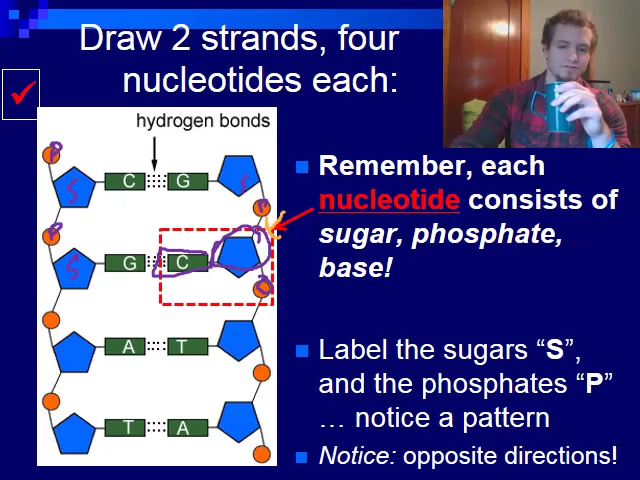 Draw 2 strands, four
nucleotides each:
hydrogen bonds
P
S C G S
P
P
Remember, each
nucleotide consists of
sugar, phosphate,
base!
S G C S
P
A T
T A
Label the sugars “S”,
and the phosphates “P”
… notice a pattern
Notice: opposite directions!